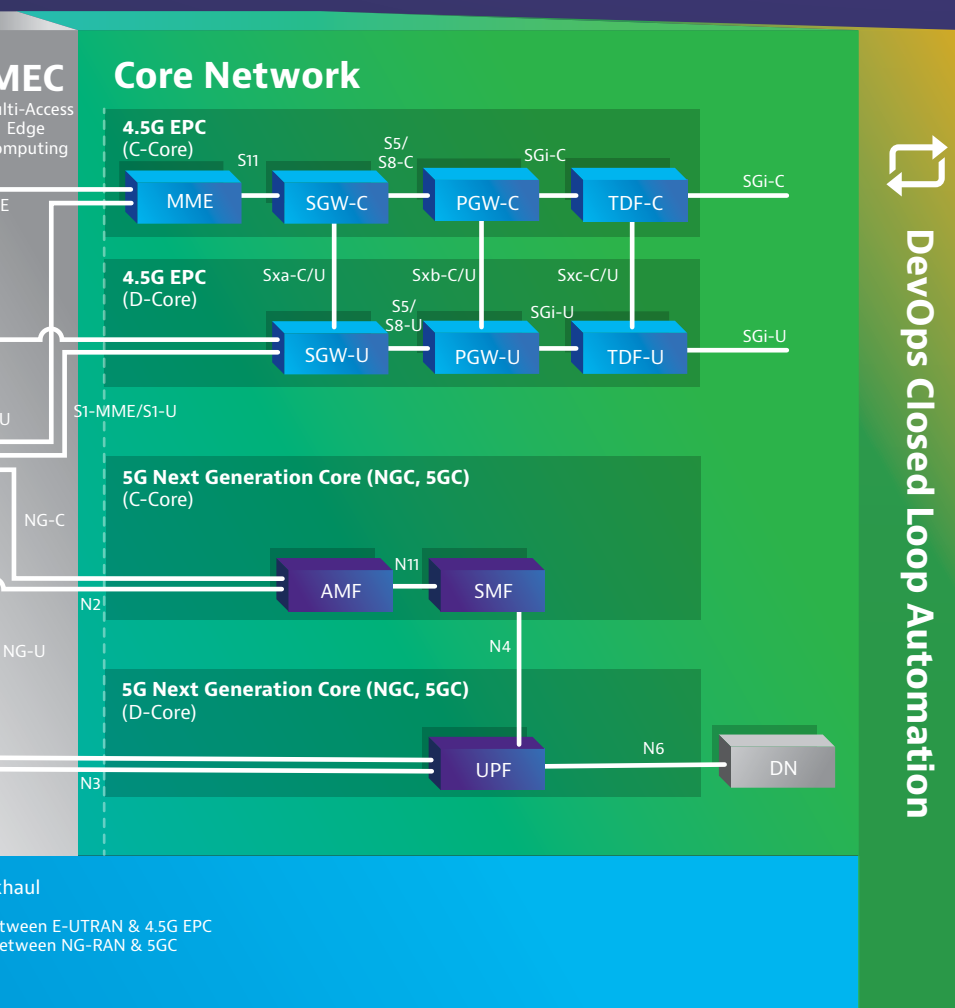 MEC
Multi-Access
Edge
Computing
E
U
NG-C
NG-U
Core Network
4.5G EPC
(C-Core)
S11
S5/
S8-C
SGi-C
SGi-C
MME
SGW-C
PGW-C
TDF-C
4.5G EPC
(D-Core)
Sxa-C/U
Sxb-C/U
Sxc-C/U
S5/
S8-U
SGi-U
SGi-U
SGW-U
PGW-U
TDF-U
S1-MME/S1-U
5G Next Generation Core (NGC, 5GC)
(C-Core)
AMF
N11
SMF
N2
N4
5G Next Generation Core (NGC, 5GC)
(D-Core)
UPF
N6
DN
N3
DevOps Closed Loop Automation
haul
tween E-UTRAN & 4.5G EPC
etween NG-RAN & 5GC